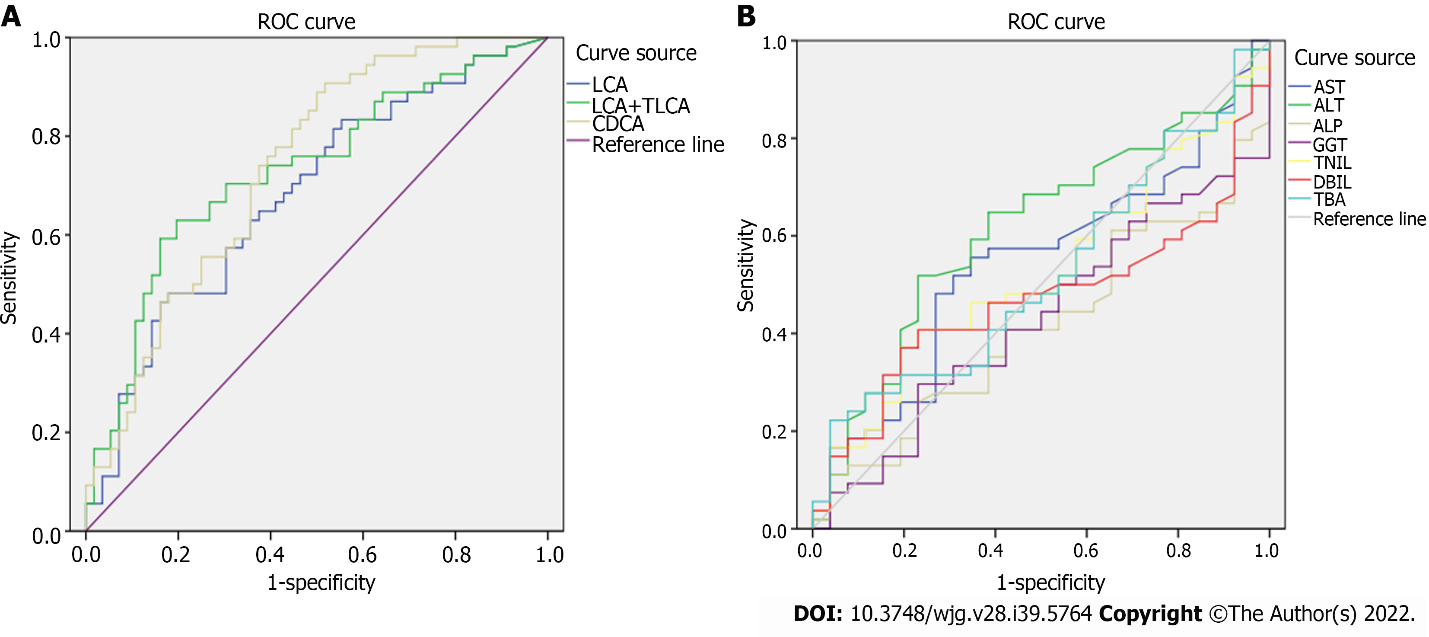 A
ROC curve
1.0
0.8
0.6
0.4
0.2
0.0
Sensitivity
0.0 0.2 0.4 0.6 0.8 1.0
1-specificity
Curve source
LCA
LCA+TLCA
CDCA
Reference line
B
ROC curve
1.0
0.8
0.6
0.4
0.2
0.0
Sensitivity
0.0 0.2 0.4 0.6 0.8 1.0
1-specificity
Curve source
AST
ALT
ALP
GGT
TNIL
DBIL
TBA
Reference line
DOI: 10.3748/wjg.v28.i39.5764 Copyright ©The Author(s) 2022.